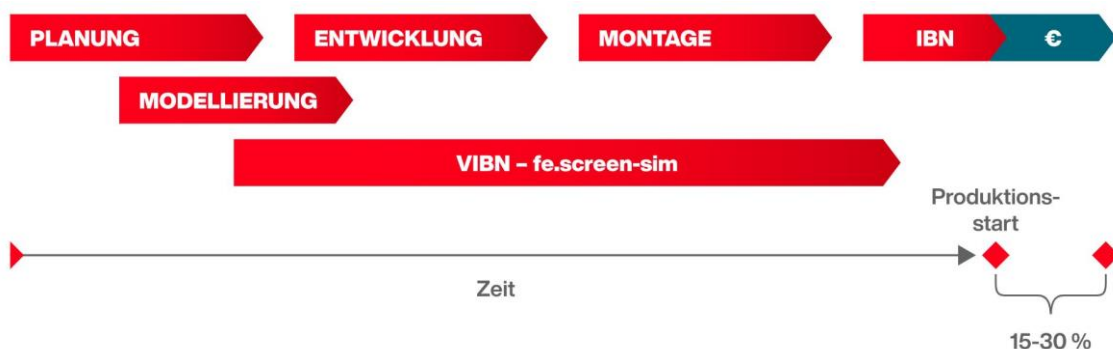 PLANUNG
ENTWICKLUNG
MONTAGE
IBN
€
MODELLIERUNG
VIBN – fe.screen-sim
Produktions-
start
Zeit
15-30 %